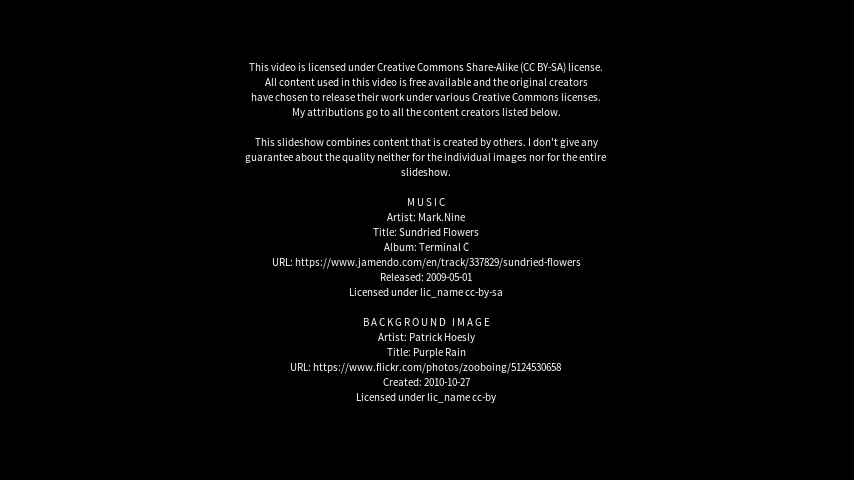 This video is licensed under Creative Commons Share-Alike (CC BY-SA) license.
All content used in this video is free available and the original creators
have chosen to release their work under various Creative Commons licenses.
My attributions go to all the content creators listed below.
This slideshow combines content that is created by others. I don't give any
guarantee about the quality neither for the individual images nor for the entire
slideshow.
MUSIC
Artist: Mark.Nine
Title: Sundried Flowers
Album: Terminal C
URL: https://www.jamendo.com/en/track/337829/sundried-flowers
Released: 2009-05-01
Licensed under lic_name cc-by-sa
BACKGROUND IMAGE
Artist: Patrick Hoesly
Title: Purple Rain
URL: https://www.flickr.com/photos/zooboing/5124530658
Created: 2010-10-27
Licensed under lic_name cc-by